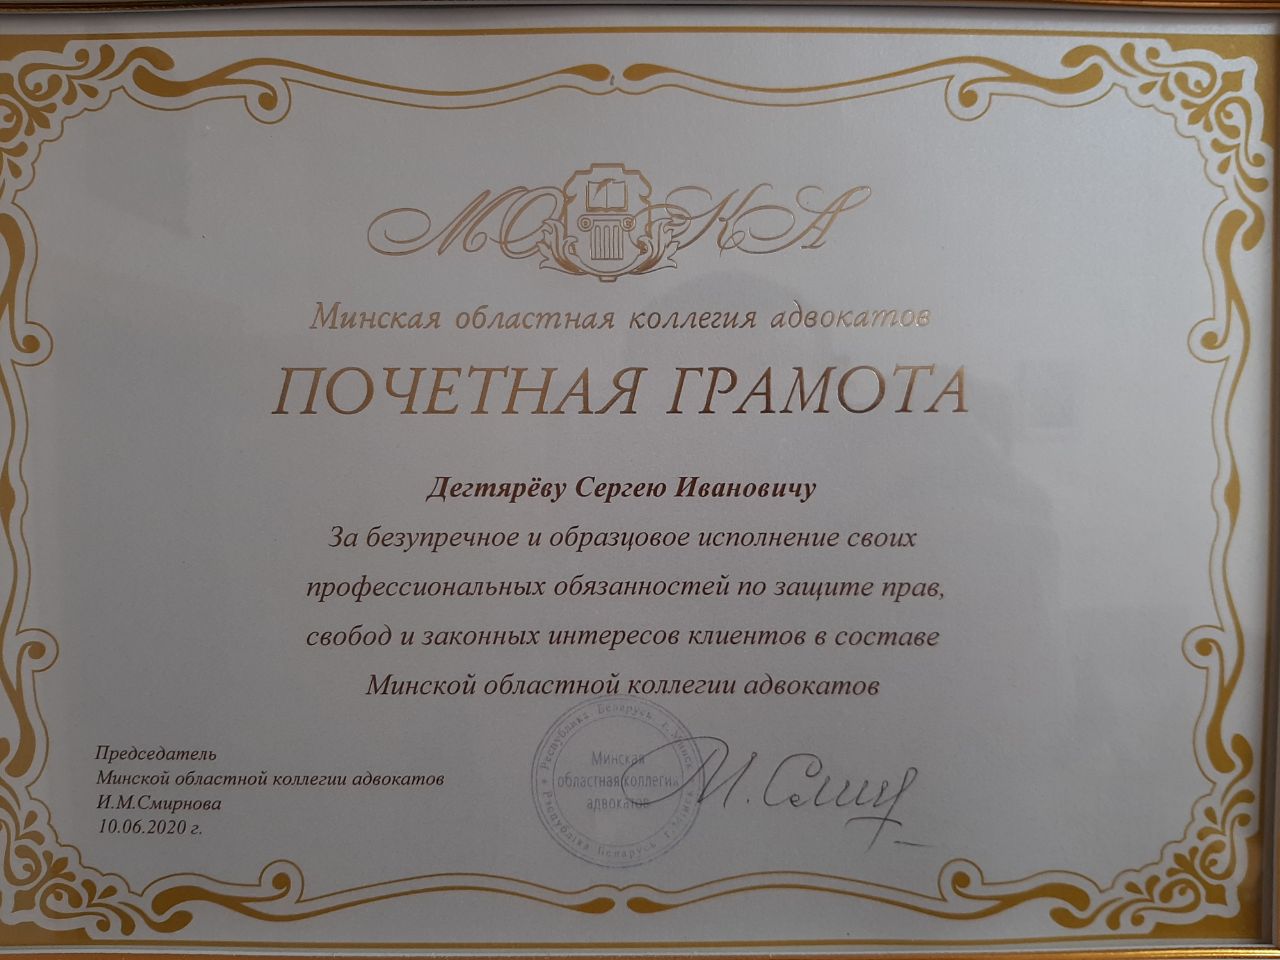 МОКА
Минская областная коллегия адвокатов
ПОЧЕТНАЯ ГРАМОТА
Дегтярёву Сергею Ивановичу
За безупречное и образцовое исполнение своих
профессиональных обязанностей по защите прав,
свобод и законных интересов клиентов в составе
Минской областной коллегии адвокатов
Председатель
Минской областной коллегии адвокатов
И.М.Смирнова
10.06.2020 г.
Республика Беларусь г. Минск
Минская
областная коллегия
адвокатов
Рэспубліка Беларусь г. Мінск
И. Смир